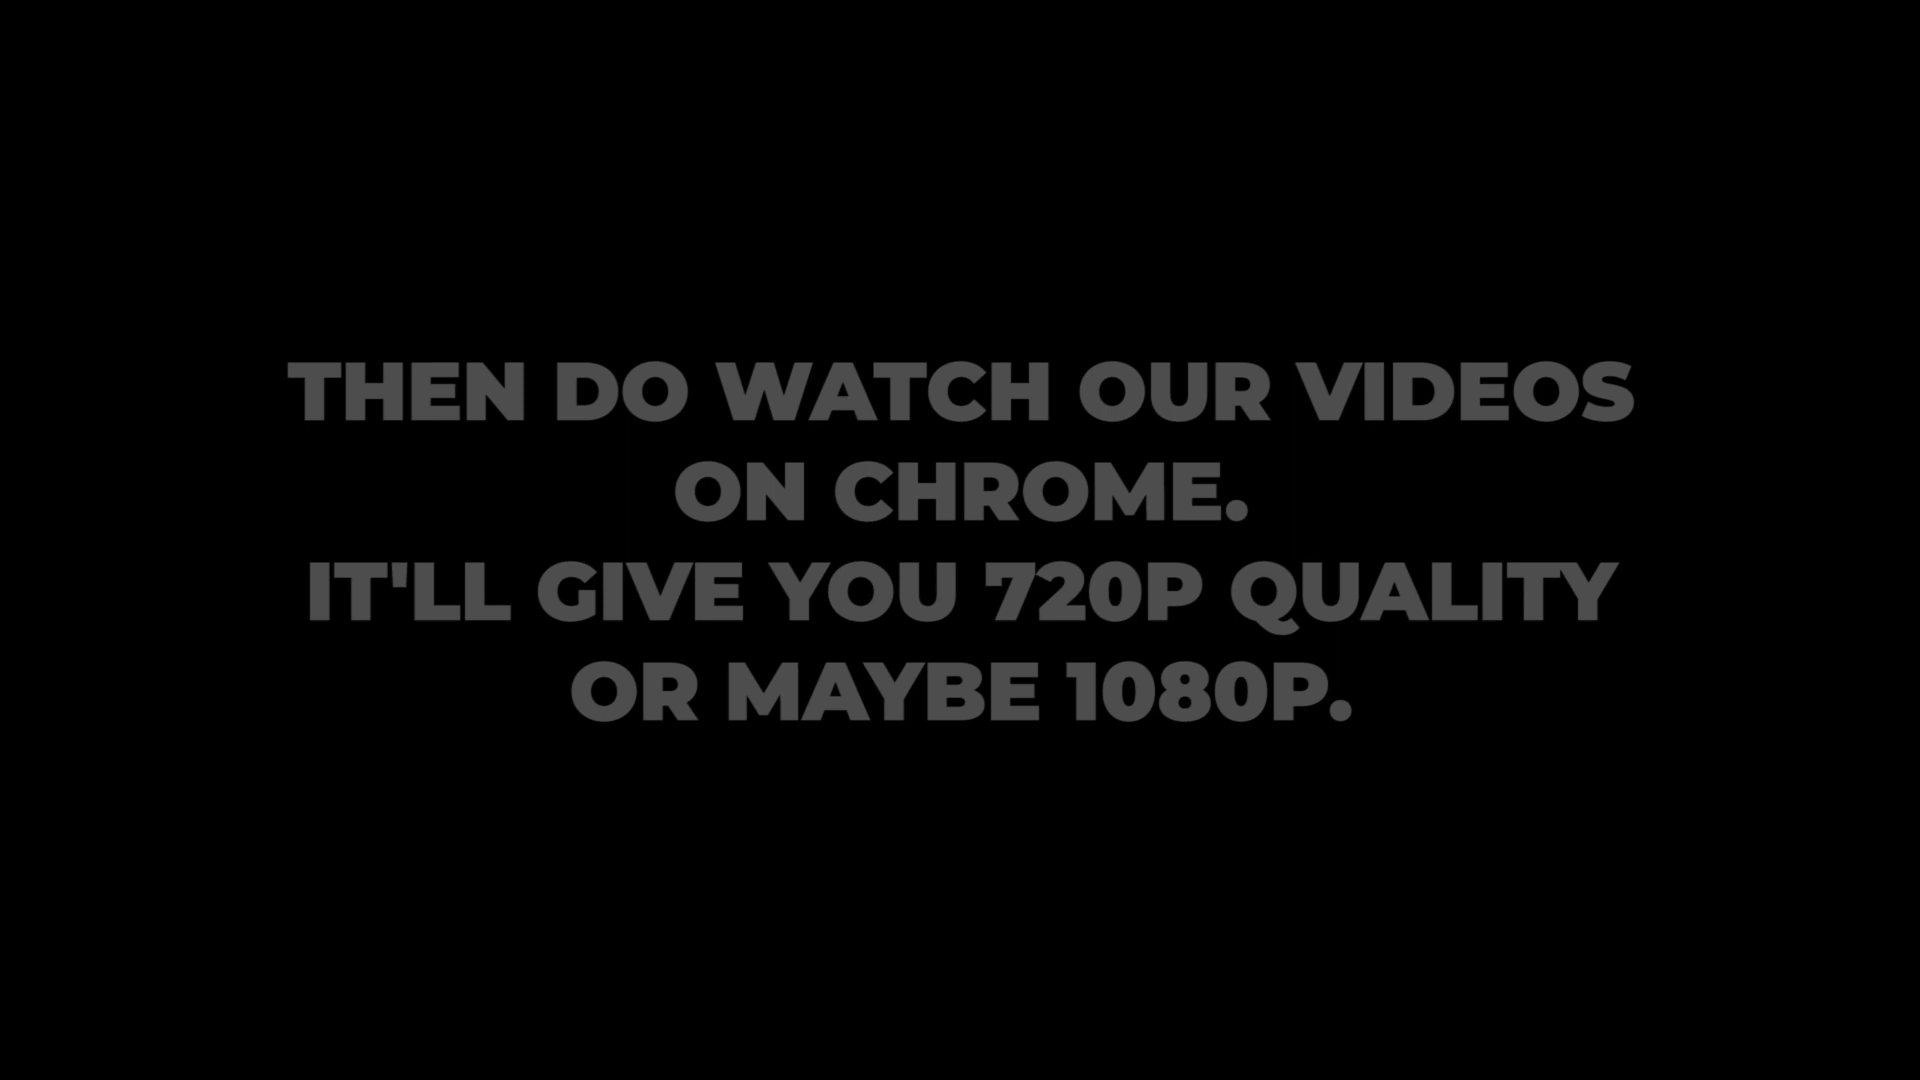 THEN DO WATCH OUR VIDEOS
ON CHROME.
IT'LL GIVE YOU 720P QUALITY
OR MAYBE 1080P.